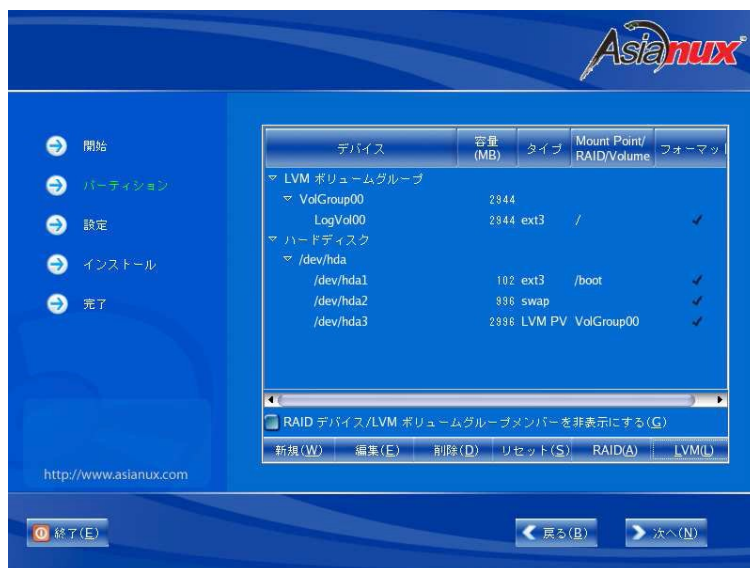 Asianux
開始
パーティション
設定
インストール
完了
http://www.asianux.com
デバイス 容量 (MB) タイプ Mount Point/ RAID/Volume フォーマット
LVM ボリュームグループ
VolGroup00 2944
LogVol00 2944 ext3 /
ハードディスク
/dev/hda
/dev/hda1 102 ext3 /boot
/dev/hda2 996 swap
/dev/hda3 2996 LVM PV VolGroup00
RAID デバイス/LVM ボリュームグループメンバーを非表示にする(G)
新規(W) 編集(E) 削除(D) リセット(S) RAID(A) LVM(L)
終了(E) 戻る(B) 次へ(N)